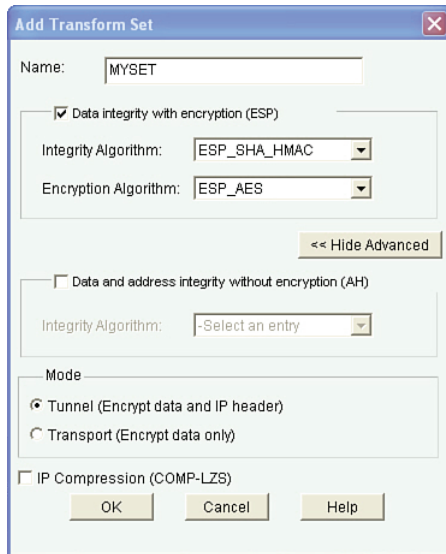 Add Transform Set
Name: MYSET
Data integrity with encryption (ESP)
Integrity Algorithm: ESP_SHA_HMAC
Encryption Algorithm: ESP_AES
<< Hide Advanced
Data and address integrity without encryption (AH)
Integrity Algorithm: -Select an entry
Mode
Tunnel (Encrypt data and IP header)
Transport (Encrypt data only)
IP Compression (COMP-LZS)
OK Cancel Help